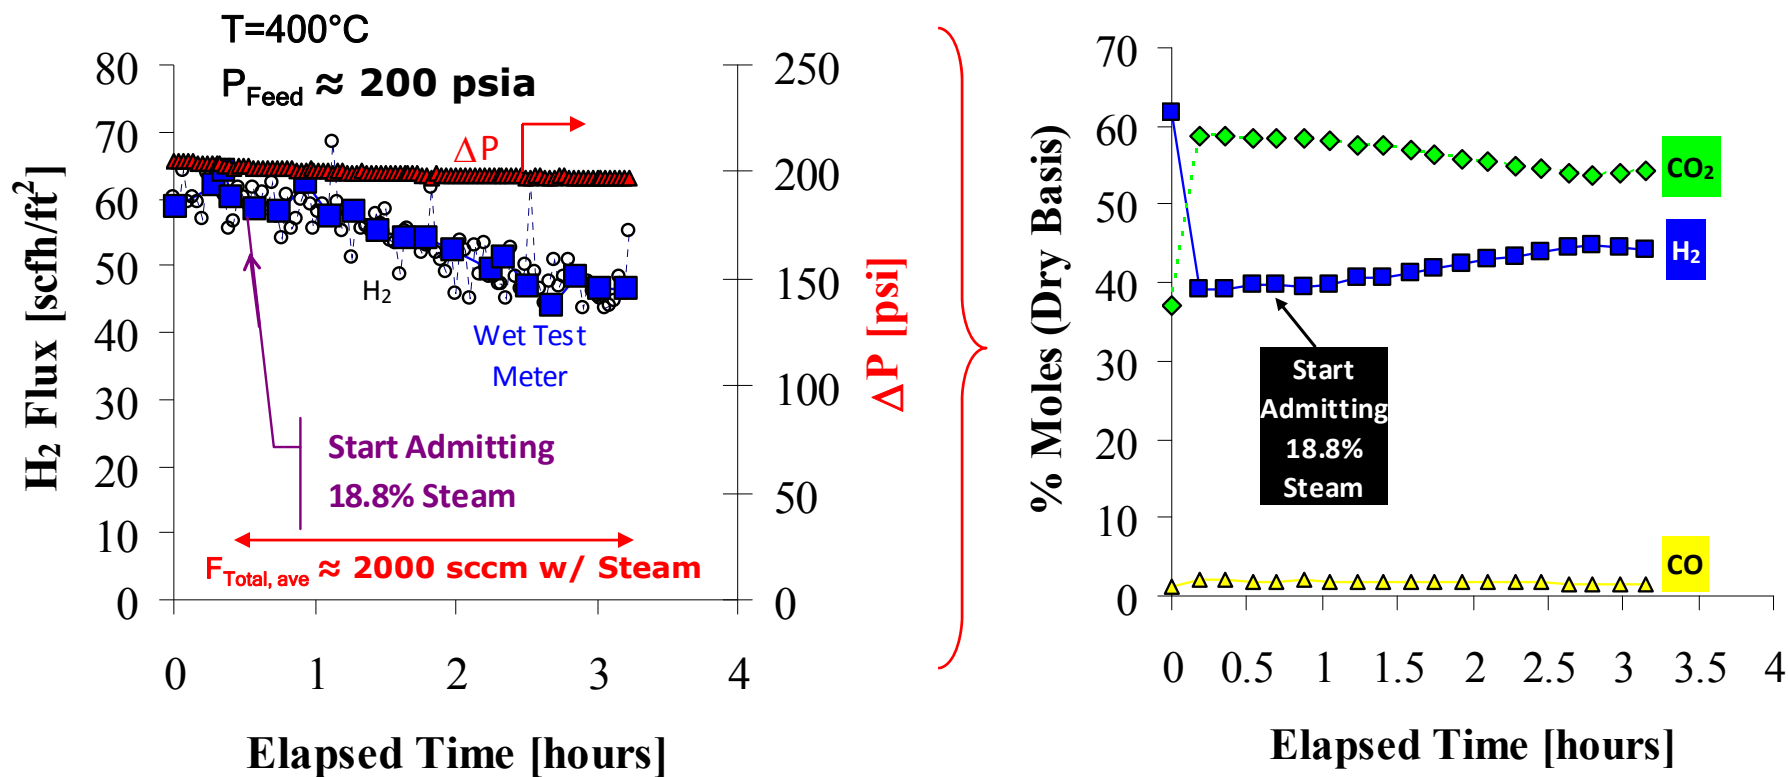 T=400°C
P_Feed ≈ 200 psia
80
70
60
50
40
30
20
10
0
H₂ Flux [scfh/ft²]
0
1
2
3
4
Elapsed Time [hours]
250
200
150
100
50
0
ΔP [psi]
ΔP
H₂
Wet Test
Meter
Start Admitting
18.8% Steam
F_Total, ave ≈ 2000 sccm w/ Steam
70
60
50
40
30
20
10
0
% Moles (Dry Basis)
0
0.5
1
1.5
2
2.5
3
3.5
4
Elapsed Time [hours]
CO₂
H₂
CO
Start
Admitting
18.8%
Steam